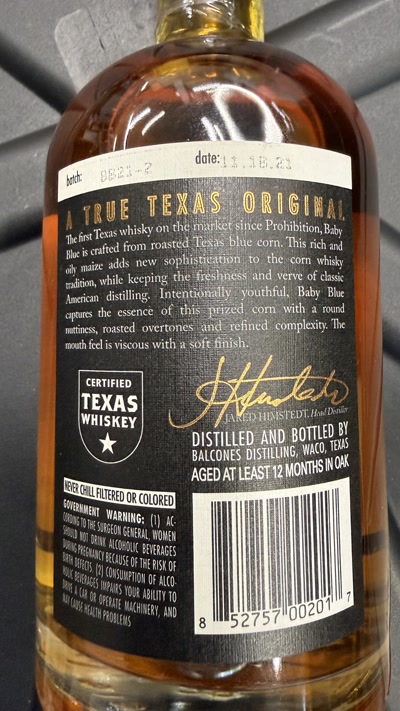 batch: BB21-2 date: 11.18.21
A TRUE TEXAS ORIGINAL
The first Texas whisky on the market since Prohibition, Baby
Blue is crafted from roasted Texas blue corn. This rich and
oily maize adds new sophistication to the corn whisky
tradition, while keeping the freshness and verve of classic
American distilling. Intentionally youthful, Baby Blue
captures the essence of this prized corn with a round
nuttiness, roasted overtones and refined complexity. The
mouth feel is viscous with a soft finish.
CERTIFIED
TEXAS
WHISKEY
JARED HIMSTEDT, Head Distiller
DISTILLED AND BOTTLED BY
BALCONES DISTILLING, WACO, TEXAS
AGED AT LEAST 12 MONTHS IN OAK
NEVER CHILL FILTERED OR COLORED
GOVERNMENT WARNING: (1) AC-
CORDING TO THE SURGEON GENERAL, WOMEN
SHOULD NOT DRINK ALCOHOLIC BEVERAGES
DURING PREGNANCY BECAUSE OF THE RISK OF
BIRTH DEFECTS. (2) CONSUMPTION OF ALCO-
HOLIC BEVERAGES IMPAIRS YOUR ABILITY TO
DRIVE A CAR OR OPERATE MACHINERY, AND
MAY CAUSE HEALTH PROBLEMS
8 52757 00201 7